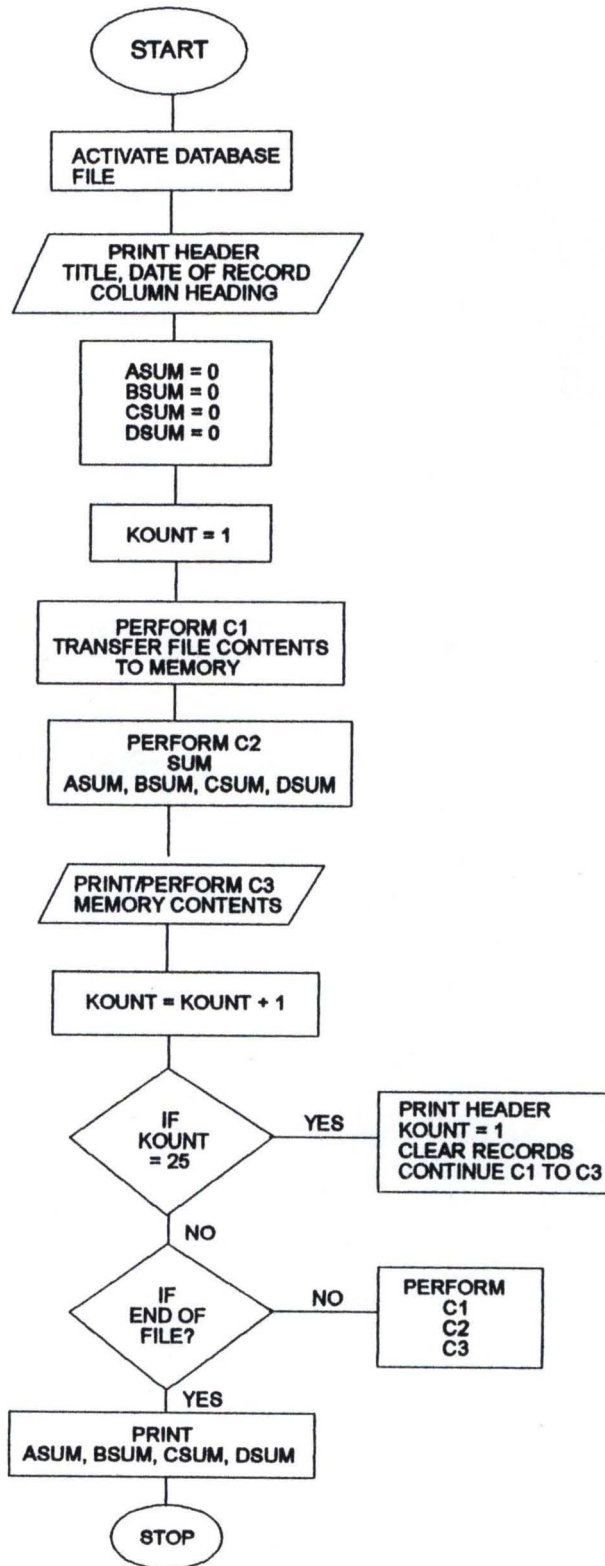 START
ACTIVATE DATABASE
FILE
PRINT HEADER
TITLE, DATE OF RECORD
COLUMN HEADING
ASUM = 0
BSUM = 0
CSUM = 0
DSUM = 0
KOUNT = 1
PERFORM C1
TRANSFER FILE CONTENTS
TO MEMORY
PERFORM C2
SUM
ASUM, BSUM, CSUM, DSUM
PRINT/PERFORM C3
MEMORY CONTENTS
KOUNT = KOUNT + 1
IF
KOUNT
= 25
YES
PRINT HEADER
KOUNT = 1
CLEAR RECORDS
CONTINUE C1 TO C3
NO
IF
END OF
FILE?
NO
PERFORM
C1
C2
C3
YES
PRINT
ASUM, BSUM, CSUM, DSUM
STOP